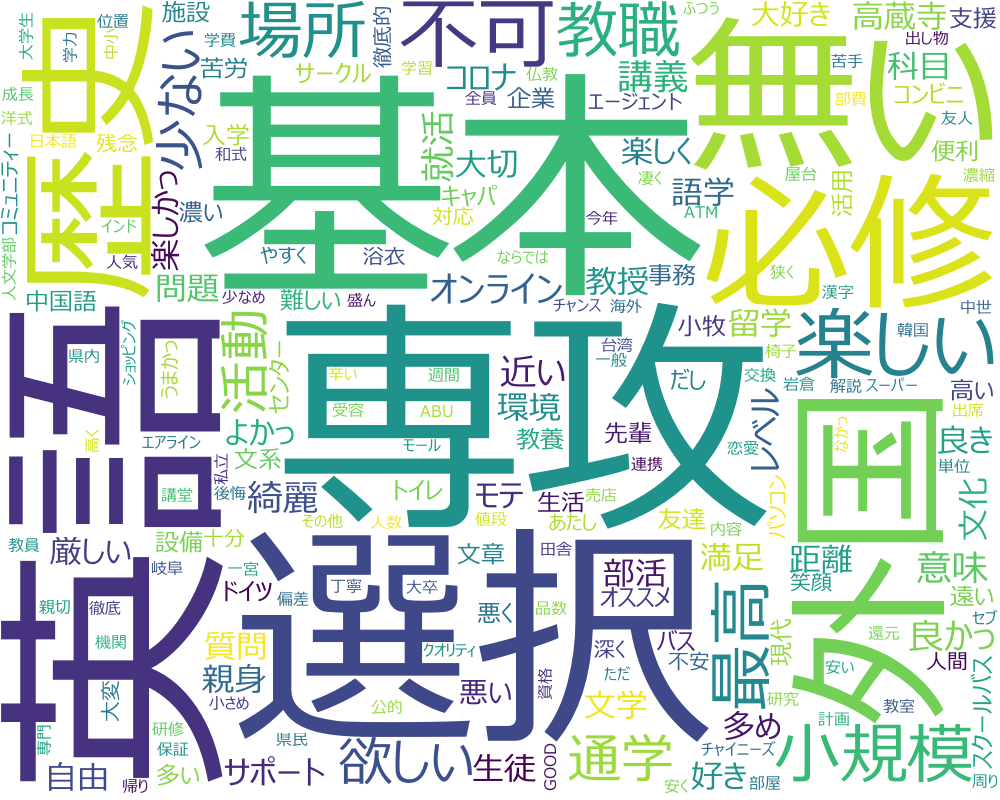 大学生
位置
中小
学力
成長
洋式
日本語
残念
施設
学費
苦労
徹底的
歴史
少ない
場所
サークル
学習
入学
和式
不可
コロナ
仏教
全員
企業
ふつう
教職
講義
エージェント
大好き
出し物
苦手
部費
高蔵寺
支援
科目
コンビニ
友人
便利
無い
濃縮
屋台
活用
凄く
楽しく
語学
ATM
大切
就活
キャパ
対応
今年
基本
コミュニティー
人文学部
インド
人気
楽しかっ
濃い
やすく
浴衣
ならでは
教授
事務
狭く
漢字
必修
中国語
問題
少なめ
難しい
盛ん
オンライン
チャンス
海外
中世
県内
ショッピング
うまかっ
活動
センター
辛い
週間
受容
ABU
モール
専攻
近い
環境
教養
台湾
一般
小牧
留学
だし
椅子
交換
岩倉
韓国
解説
スーパー
楽しい
高い
出席
高く
エアライン
よかっ
文系
私立
後悔
講堂
英語
綺麗
トイレ
モテ
先輩
連携
恋愛
レベル
生活
売店
あたし
友達
内容
パソコン
なかっ
外国
良き
単位
文化
教員
厳しい
設備
十分
その他
人数
値段
文章
田舎
満足
距離
笑顔
意味
遠い
セブ
岐阜
一宮
ドイツ
偏差
丁寧
大卒
選択
悪く
品数
部活
オススメ
最高
現代
還元
良かっ
親切
徹底
機関
大変
質問
親身
小さめ
クオリティ
悪い
資格
深く
ただ
バス
不安
文学
研究
安い
人間
スクールバス
専門
研修
保証
公的
県民
多め
計画
教室
自由
帰り
多い
サポート
欲しい
生徒
GOOD
通学
チャイニーズ
安く
好き
部屋
小規模
周り